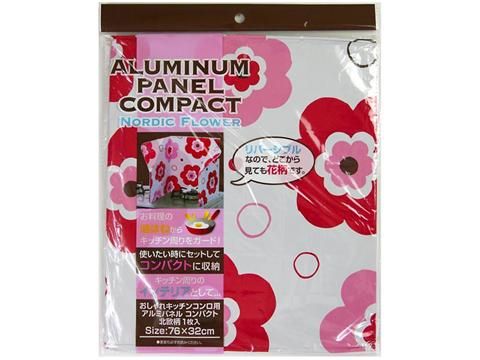 ALUMINUM
PANEL
COMPACT
NORDIC FLOWER
リバーシブル
なので、どこから
見ても花柄です。
お料理の
油はねから
キッチン周りをガード!
使いたい時にセットして
コンパクトに収納
キッチン周りの
インテリアとして…
おしゃれキッチンコンロ用
アルミパネル コンパクト
北欧柄1枚入
Size:76×32cm